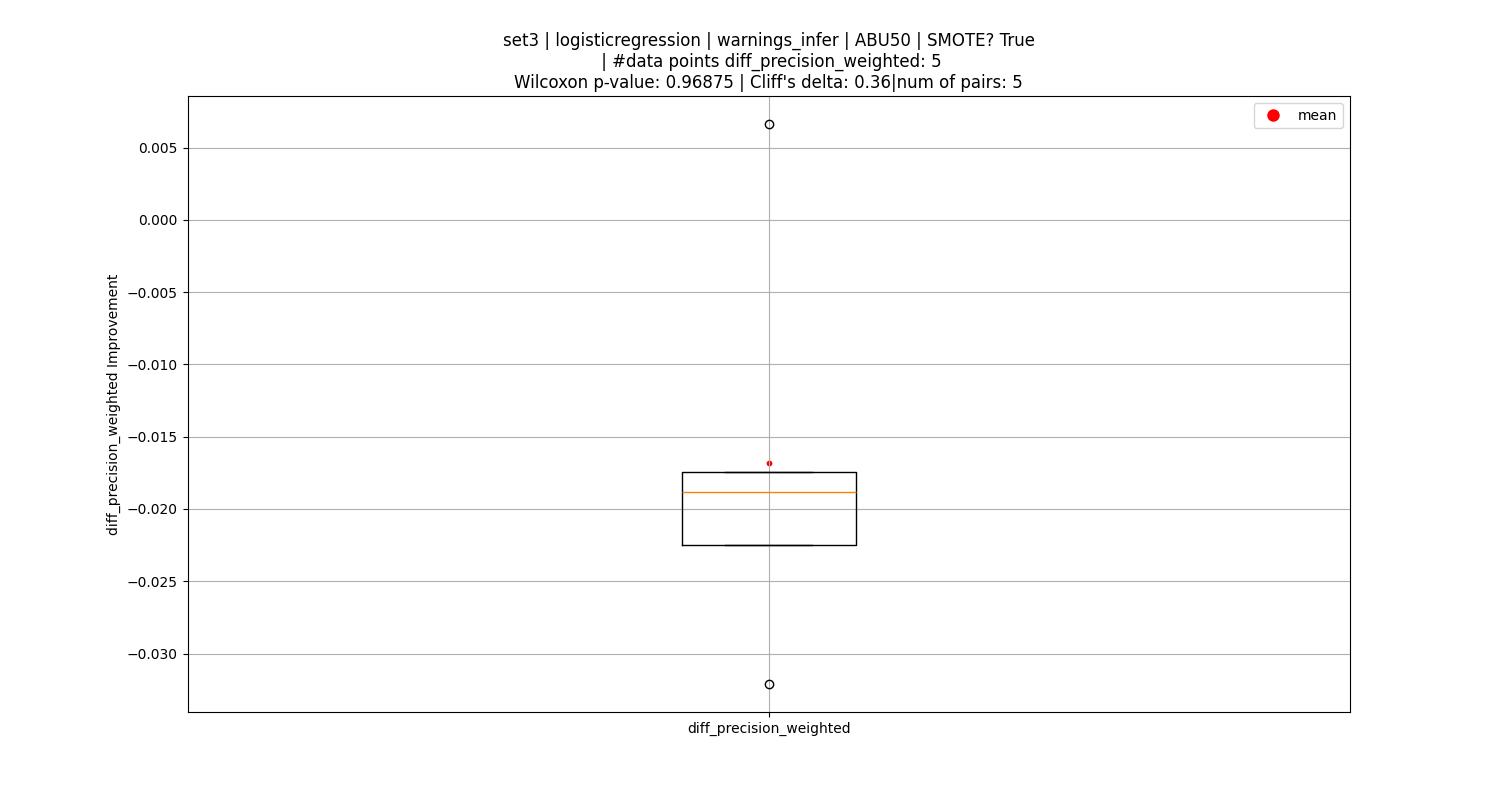 set3 | logisticregression | warnings_infer | ABU50 | SMOTE? True
| #data points diff_precision_weighted: 5
Wilcoxon p-value: 0.96875 | Cliff's delta: 0.36|num of pairs: 5
mean
0.005
0.000
−0.005
−0.010
−0.015
−0.020
−0.025
−0.030
diff_precision_weighted Improvement
diff_precision_weighted